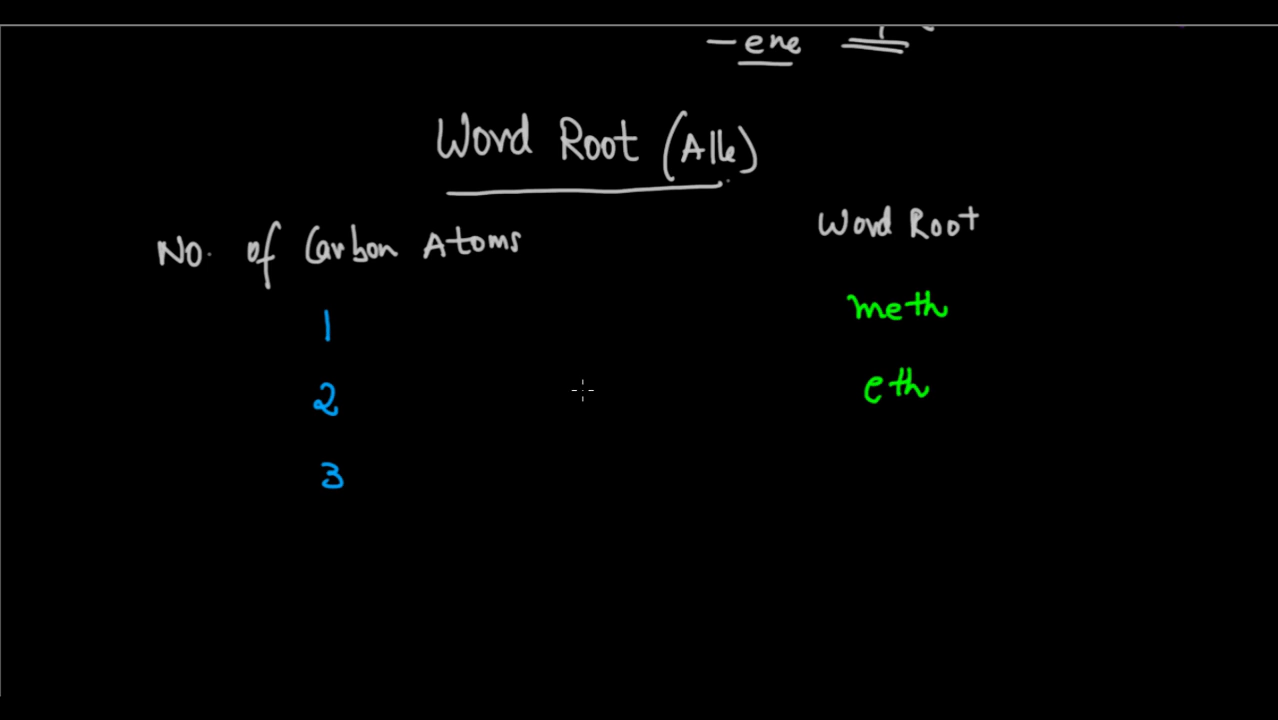 -ene
Word Root (Alk)
No. of Carbon Atoms
Word Root
1
meth
2
eth
3